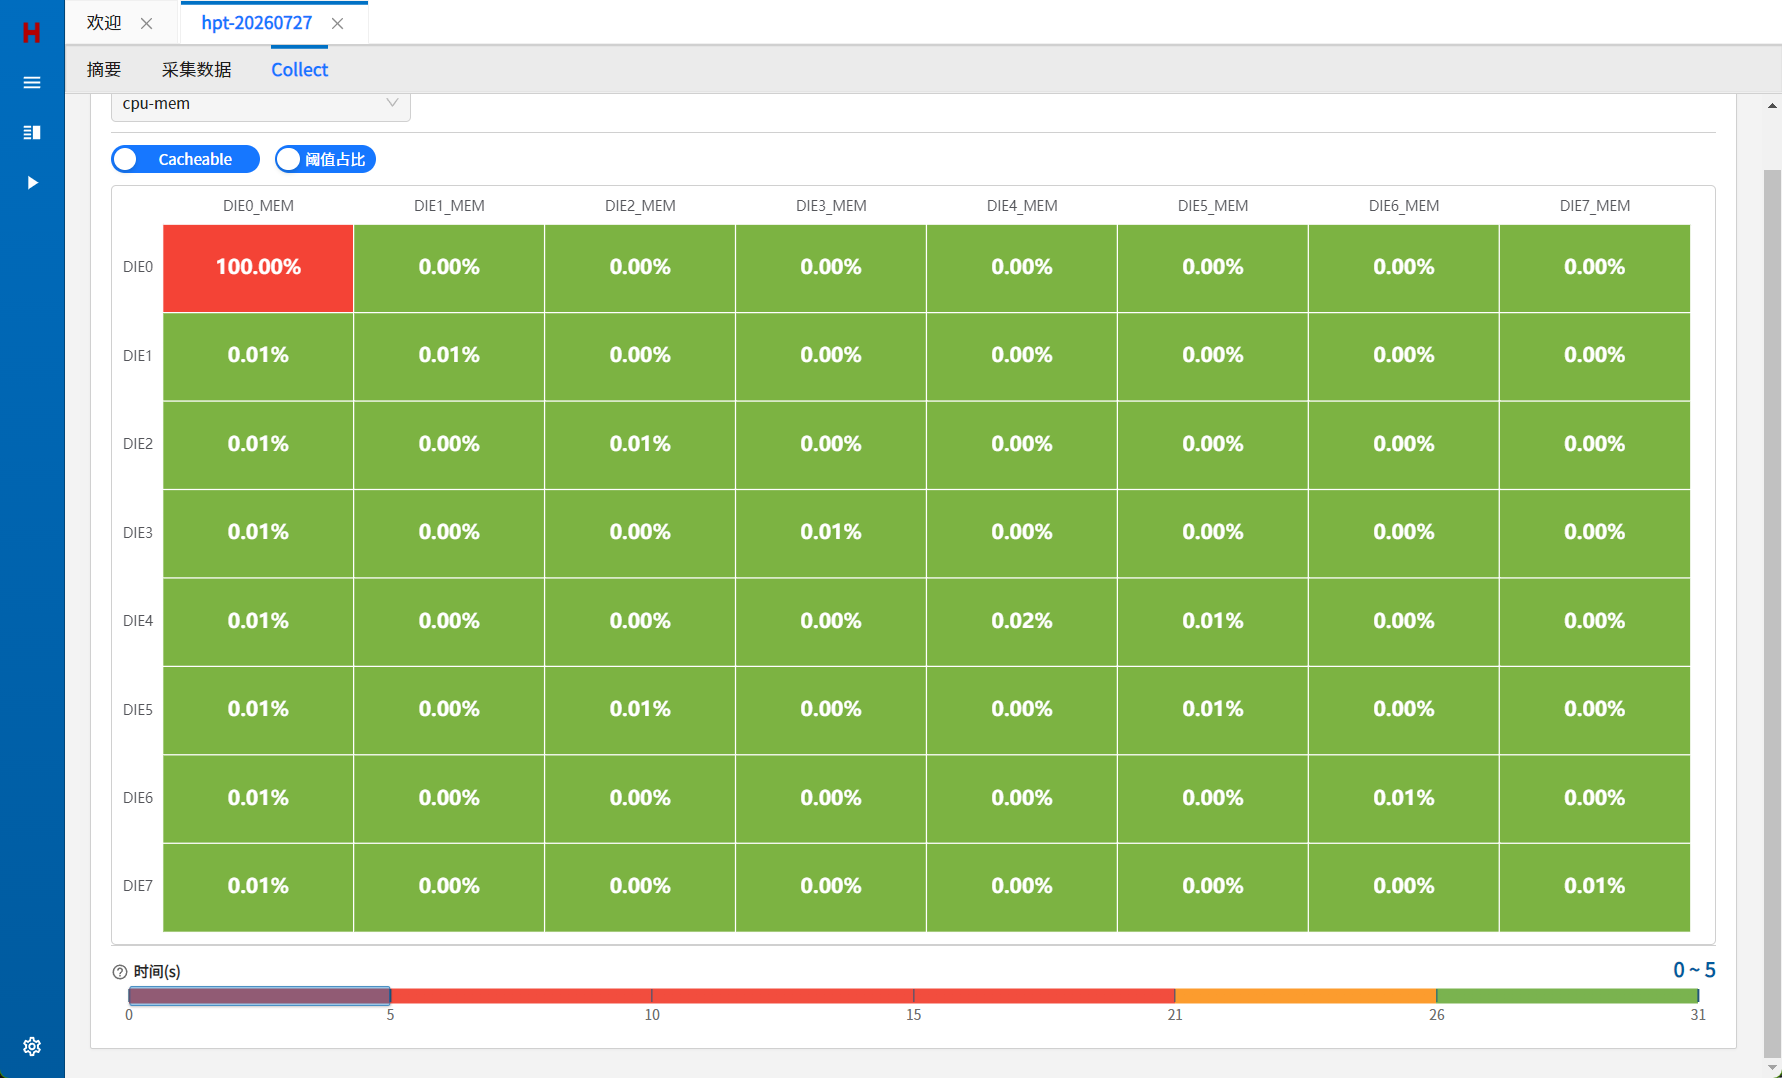 H
欢迎
hpt-20260727
摘要 采集数据 Collect
cpu-mem
Cacheable 阈值占比
DIE0_MEM DIE1_MEM DIE2_MEM DIE3_MEM DIE4_MEM DIE5_MEM DIE6_MEM DIE7_MEM
DIE0 100.00% 0.00% 0.00% 0.00% 0.00% 0.00% 0.00% 0.00%
DIE1 0.01% 0.01% 0.00% 0.00% 0.00% 0.00% 0.00% 0.00%
DIE2 0.01% 0.00% 0.01% 0.00% 0.00% 0.00% 0.00% 0.00%
DIE3 0.01% 0.00% 0.00% 0.01% 0.00% 0.00% 0.00% 0.00%
DIE4 0.01% 0.00% 0.00% 0.00% 0.02% 0.01% 0.00% 0.00%
DIE5 0.01% 0.00% 0.01% 0.00% 0.00% 0.01% 0.00% 0.00%
DIE6 0.01% 0.00% 0.00% 0.00% 0.00% 0.00% 0.01% 0.00%
DIE7 0.01% 0.00% 0.00% 0.00% 0.00% 0.00% 0.00% 0.01%
时间(s) 0 ~ 5
0 5 10 15 21 26 31